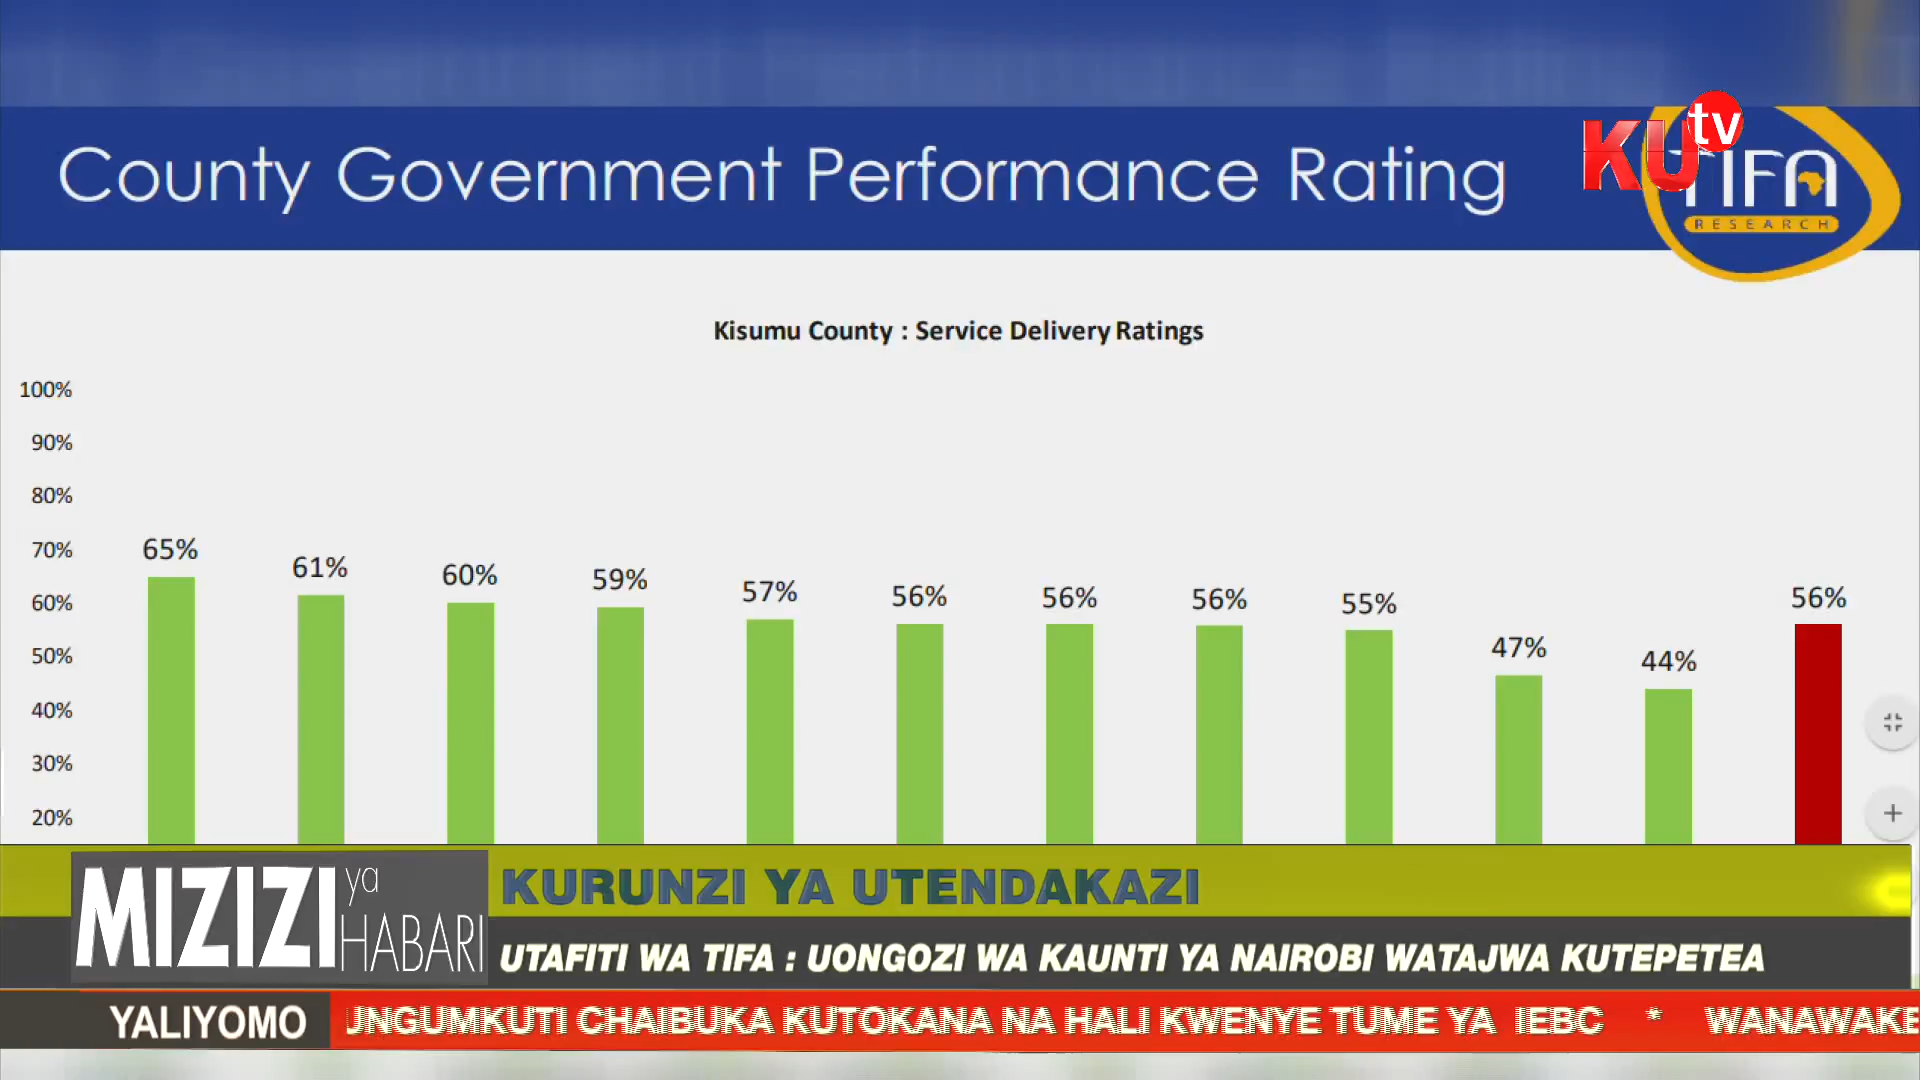 County Government Performance Rating
KU tv
TIFA
RESEARCH
Kisumu County : Service Delivery Ratings
100%
90%
80%
70%
60%
50%
40%
30%
20%
65%
61%
60%
59%
57%
56%
56%
56%
55%
47%
44%
56%
MIZIZI ya HABARI
KURUNZI YA UTENDAKAZI
UTAFITI WA TIFA : UONGOZI WA KAUNTI YA NAIROBI WATAJWA KUTEPETEA
YALIYOMO
UNGUMKUTI CHAIBUKA KUTOKANA NA HALI KWENYE TUME YA IEBC * WANAWAKE